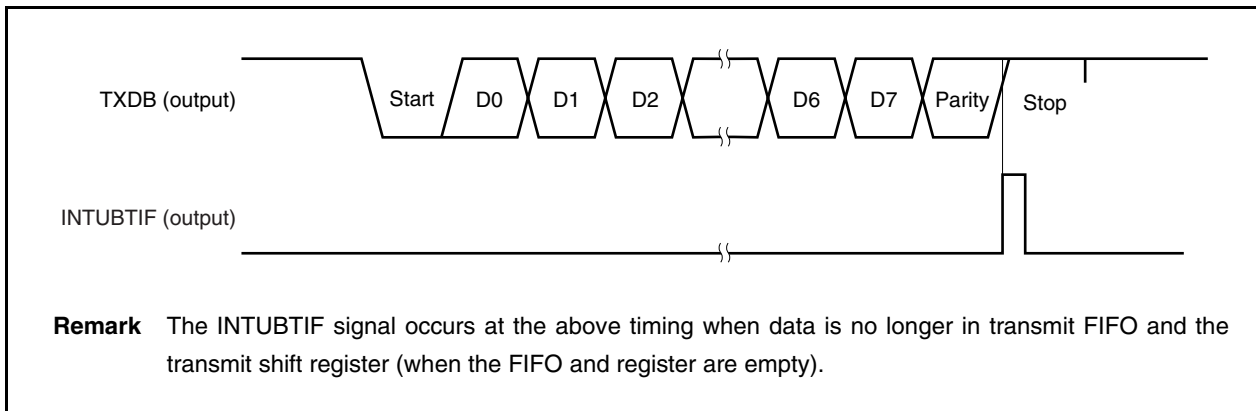 TXDB (output)
Start D0 D1 D2 D6 D7 Parity Stop
INTUBTIF (output)
Remark The INTUBTIF signal occurs at the above timing when data is no longer in transmit FIFO and the
transmit shift register (when the FIFO and register are empty).